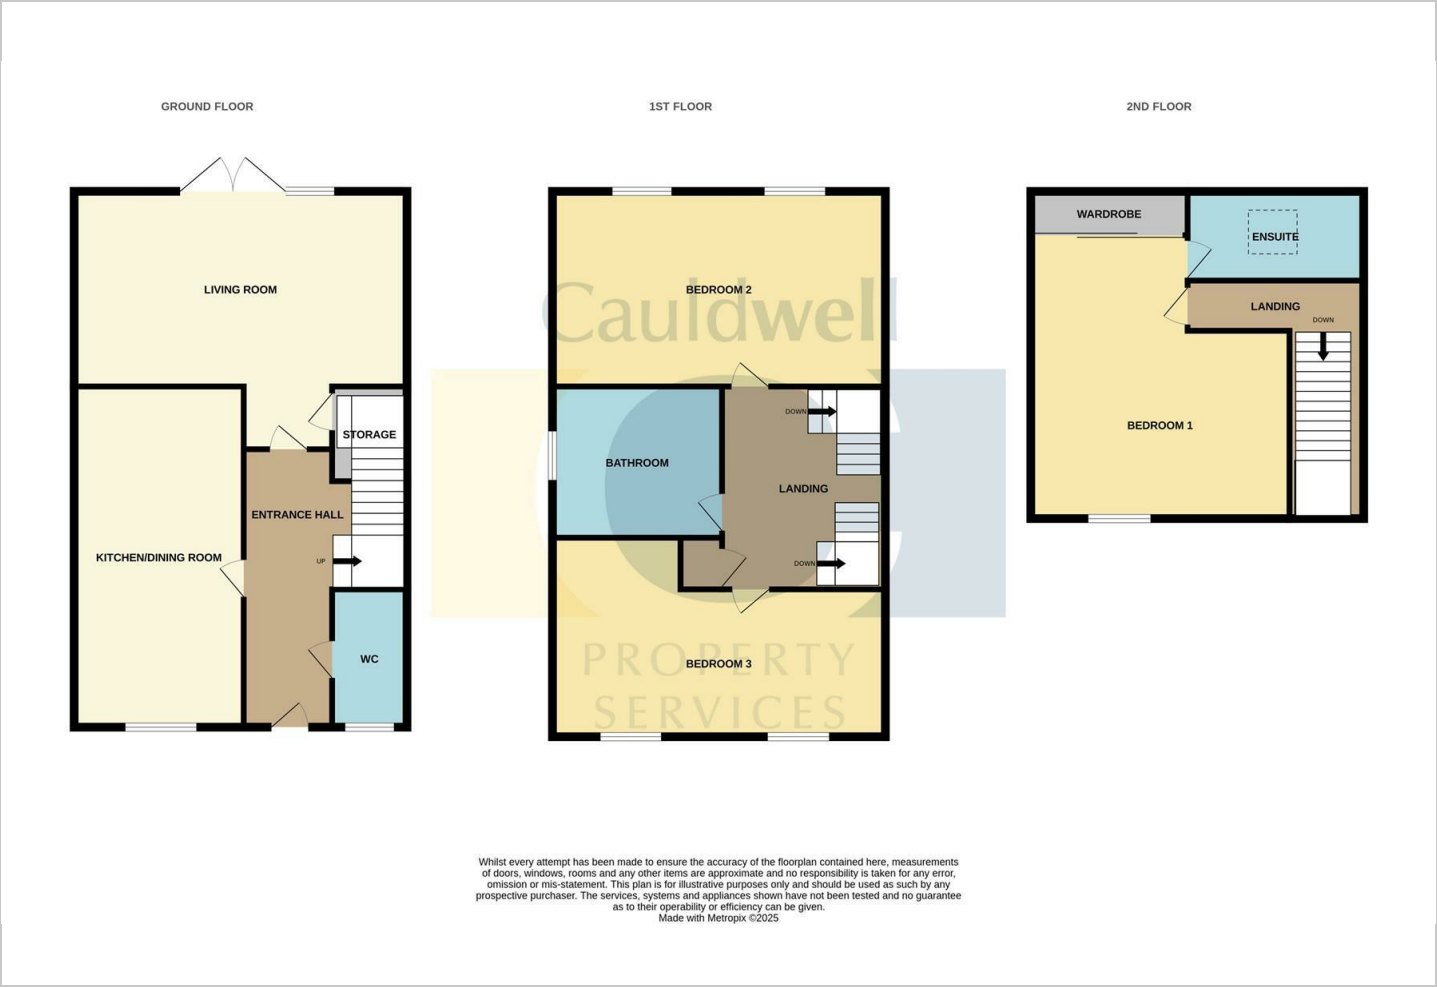 GROUND FLOOR
1ST FLOOR
2ND FLOOR
LIVING ROOM
STORAGE
ENTRANCE HALL
KITCHEN/DINING ROOM
UP
WC
BEDROOM 2
DOWN
BATHROOM
LANDING
DOWN
BEDROOM 3
WARDROBE
ENSUITE
LANDING
DOWN
BEDROOM 1
Cauldwell
PROPERTY
SERVICES
Whilst every attempt has been made to ensure the accuracy of the floorplan contained here, measurements
of doors, windows, rooms and any other items are approximate and no responsibility is taken for any error,
omission or mis-statement. This plan is for illustrative purposes only and should be used as such by any
prospective purchaser. The services, systems and appliances shown have not been tested and no guarantee
as to their operability or efficiency can be given.
Made with Metropix ©2025